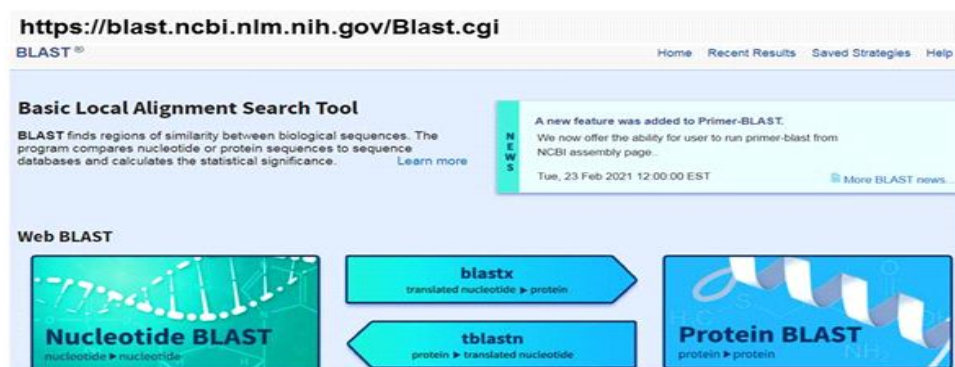 https://blast.ncbi.nlm.nih.gov/Blast.cgi
BLAST ®
Home Recent Results Saved Strategies Help
Basic Local Alignment Search Tool
BLAST finds regions of similarity between biological sequences. The
program compares nucleotide or protein sequences to sequence
databases and calculates the statistical significance. Learn more
NEWS
A new feature was added to Primer-BLAST.
We now offer the ability for user to run primer-blast from
NCBI assembly page..
Tue, 23 Feb 2021 12:00:00 EST
More BLAST news...
Web BLAST
Nucleotide BLAST
nucleotide ▶ nucleotide
blastx
translated nucleotide ▶ protein
tblastn
protein ▶ translated nucleotide
Protein BLAST
protein ▶ protein